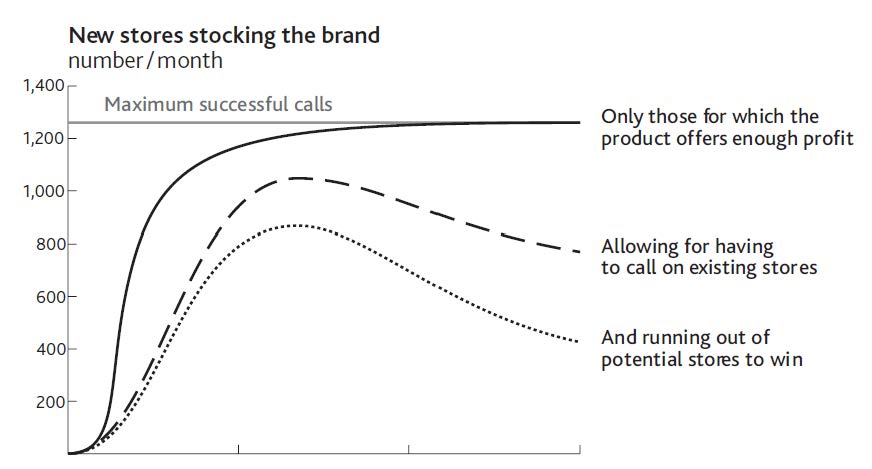 New stores stocking the brand
number/month
1,400
Maximum successful calls
1,200
1,000
800
600
400
200
Only those for which the
product offers enough profit
Allowing for having
to call on existing stores
And running out of
potential stores to win